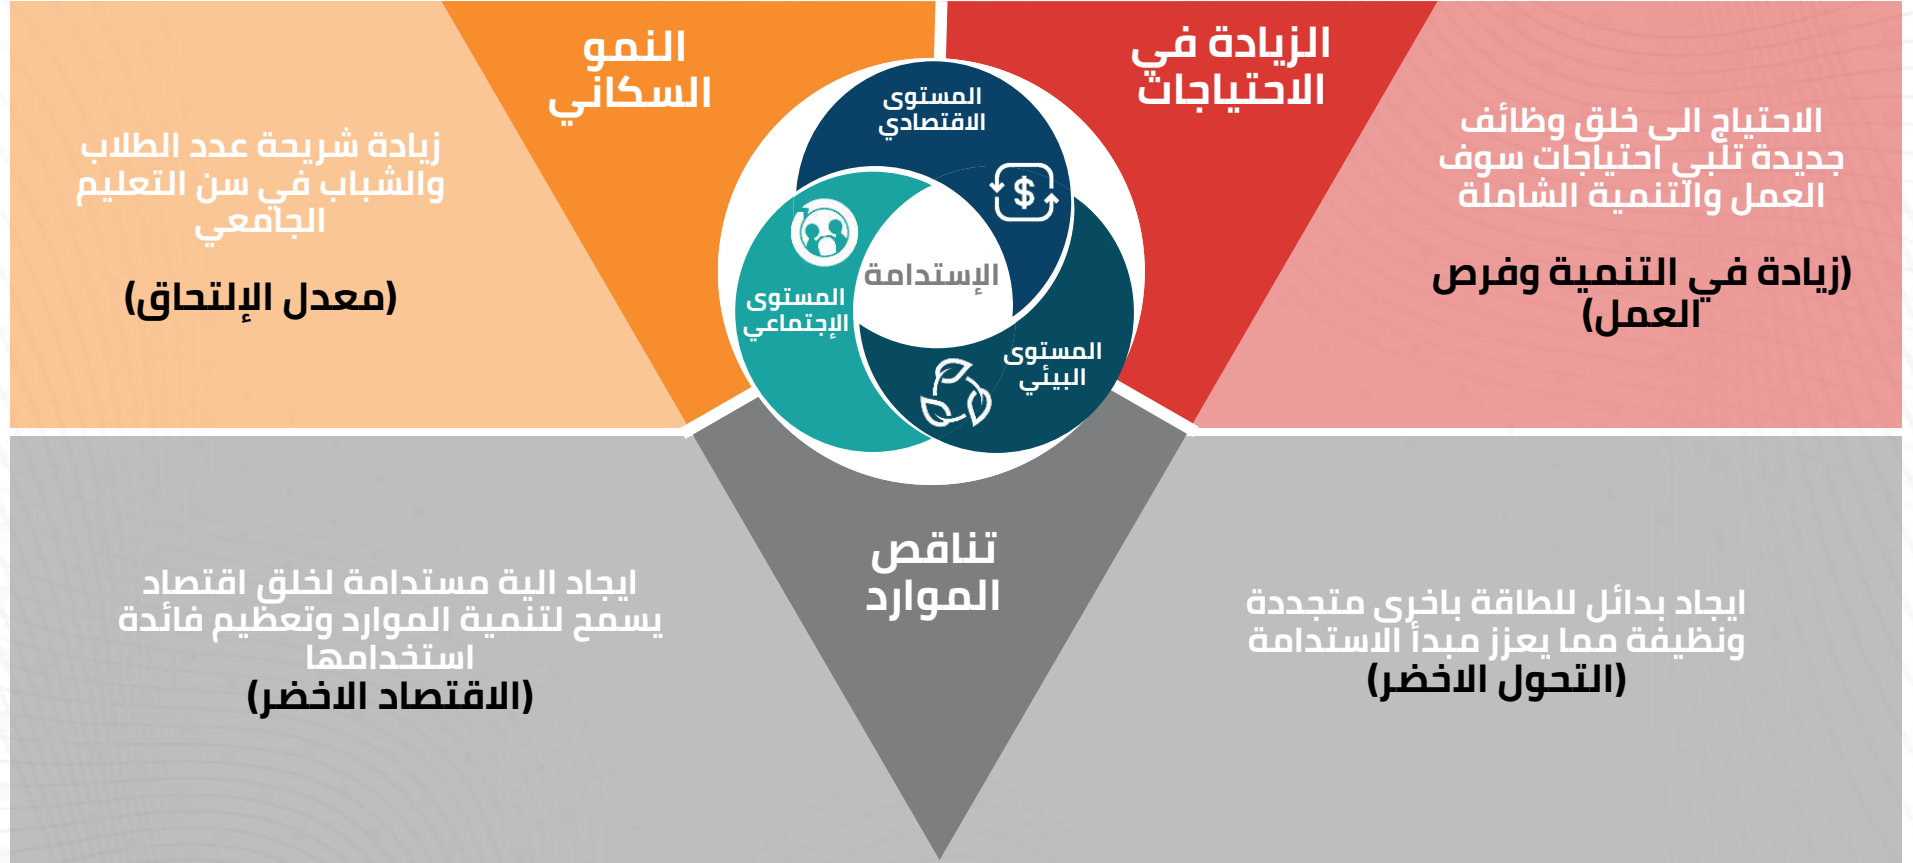 الزيادة في
الاحتياجات
الاحتياج الى خلق وظائف
جديدة تلبي احتياجات سوف
العمل والتنمية الشاملة
(زيادة في التنمية وفرص
العمل)
النمو
السكاني
زيادة شريحة عدد الطلاب
والشباب في سن التعليم
الجامعي
(معدل الإلتحاق)
المستوى
الاقتصادي
$
الإستدامة
المستوى
الإجتماعي
المستوى
البيئي
تناقص
الموارد
ايجاد بدائل للطاقة باخرى متجددة
ونظيفة مما يعزز مبدأ الاستدامة
(التحول الاخضر)
ايجاد الية مستدامة لخلق اقتصاد
يسمح لتنمية الموارد وتعظيم فائدة
استخدامها
(الاقتصاد الاخضر)